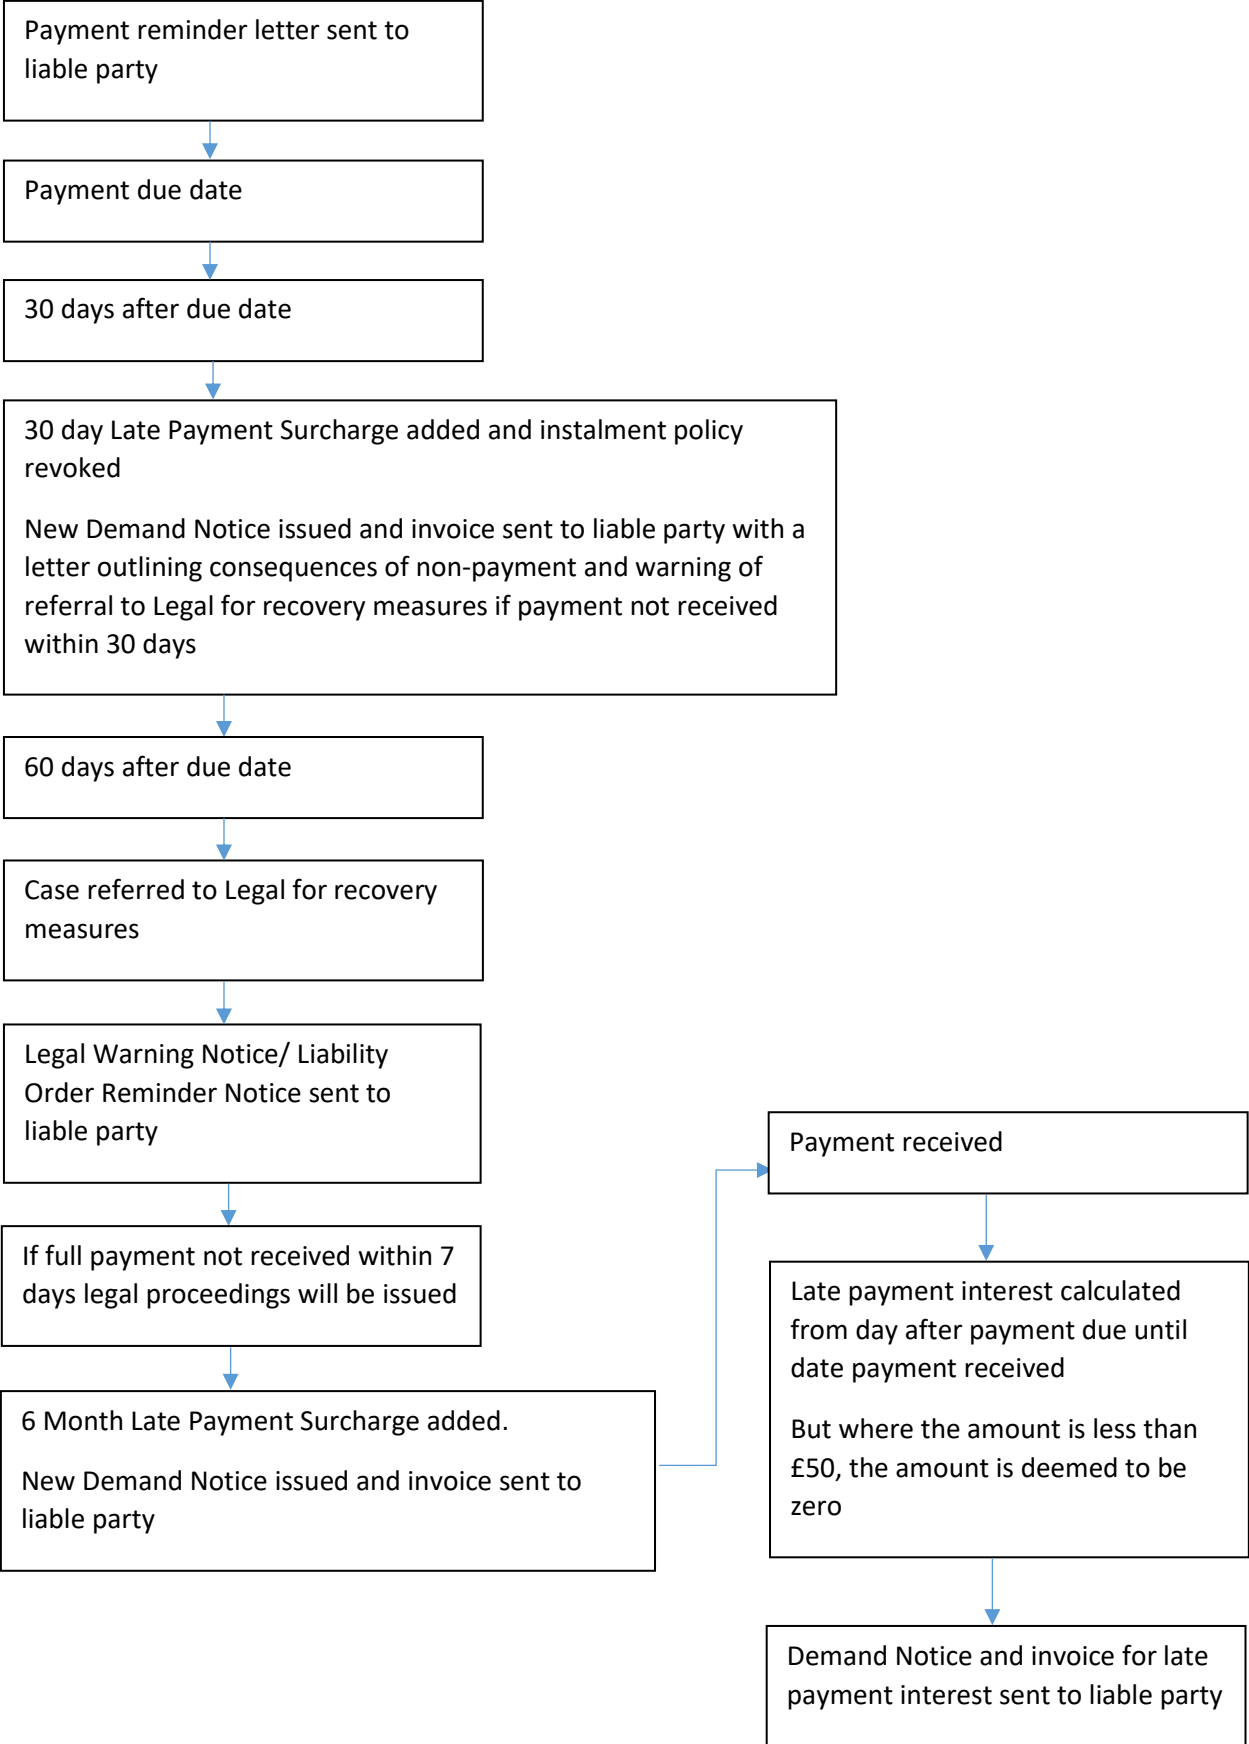 Payment reminder letter sent to
liable party
Payment due date
30 days after due date
30 day Late Payment Surcharge added and instalment policy
revoked
New Demand Notice issued and invoice sent to liable party with a
letter outlining consequences of non-payment and warning of
referral to Legal for recovery measures if payment not received
within 30 days
60 days after due date
Case referred to Legal for recovery
measures
Legal Warning Notice/ Liability
Order Reminder Notice sent to
liable party
If full payment not received within 7
days legal proceedings will be issued
6 Month Late Payment Surcharge added.
New Demand Notice issued and invoice sent to
liable party
Payment received
Late payment interest calculated
from day after payment due until
date payment received
But where the amount is less than
£50, the amount is deemed to be
zero
Demand Notice and invoice for late
payment interest sent to liable party